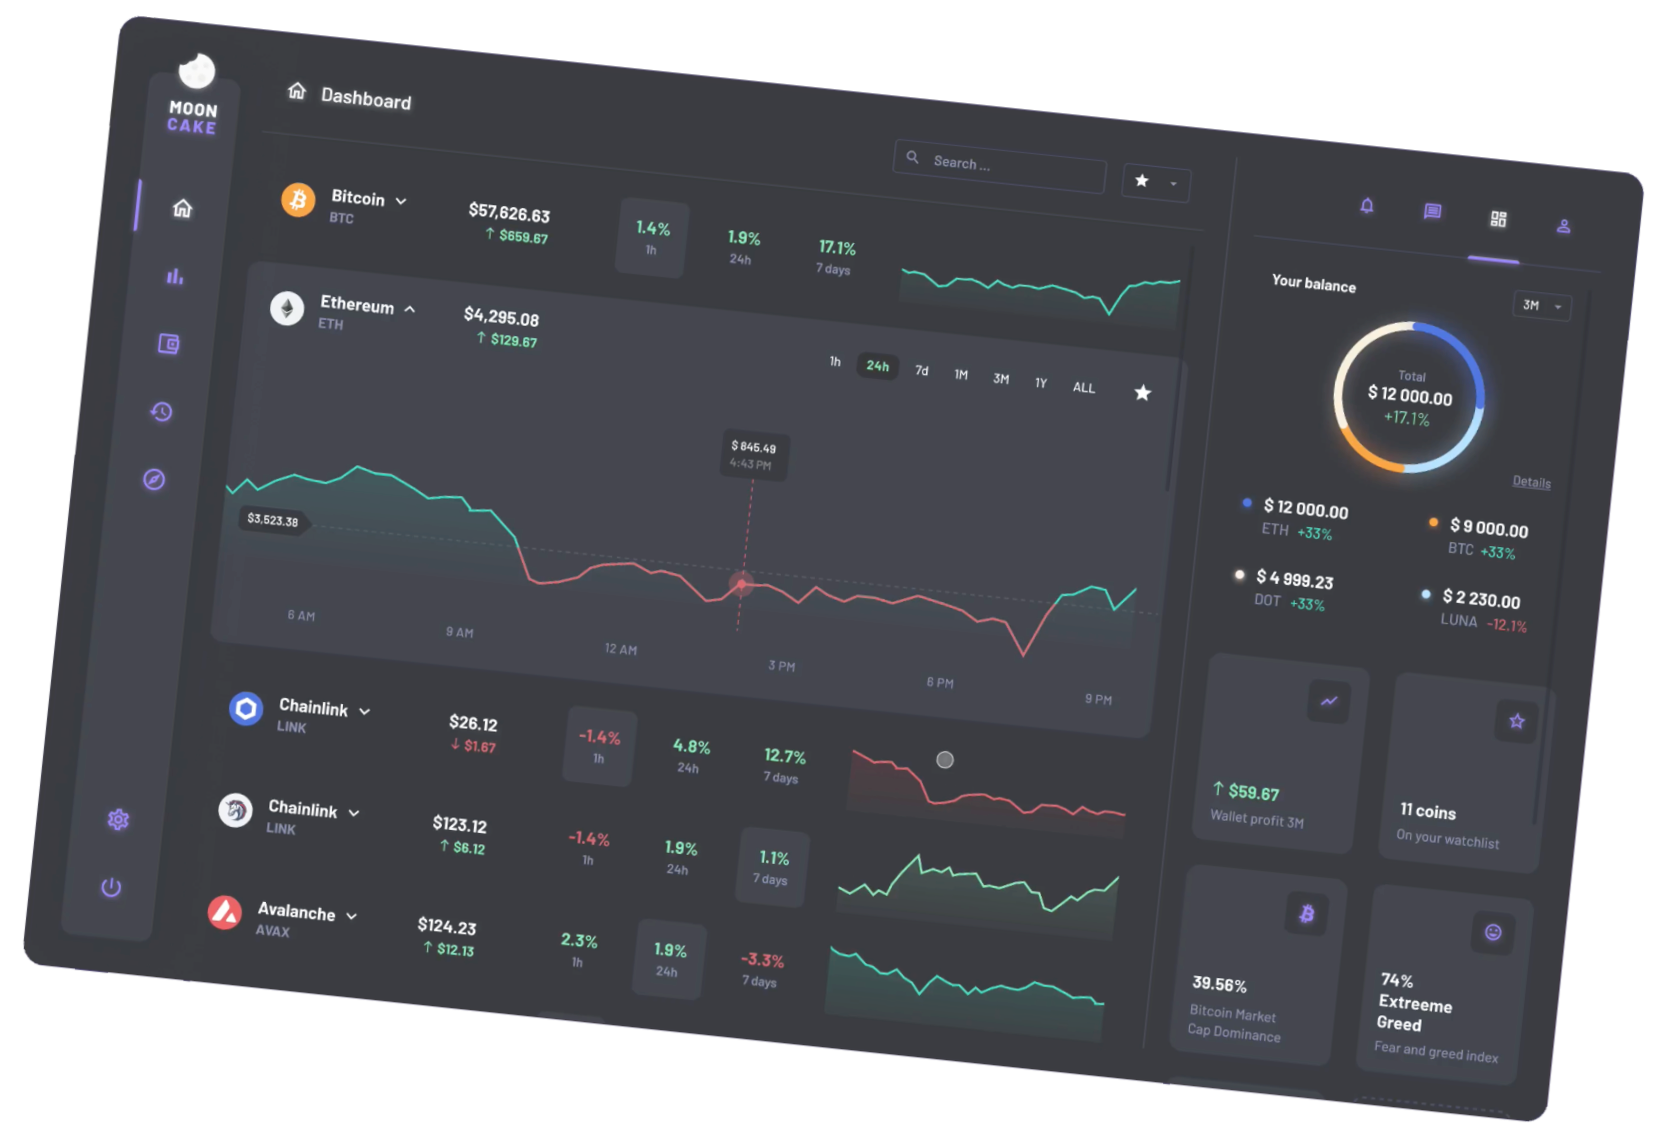 MOON
CAKE
Dashboard
Search ...
Bitcoin
BTC
$57,626.63
↑ $659.67
1.4%
1h
1.9%
24h
17.1%
7 days
Ethereum
ETH
$4,295.08
↑ $129.67
1h 24h 7d 1M 3M 1Y ALL
$ 845.49
4:43 PM
$3,523.38
6 AM 9 AM 12 AM 3 PM 6 PM 9 PM
Chainlink
LINK
$26.12
↓ $1.67
-1.4%
1h
4.8%
24h
12.7%
7 days
Chainlink
LINK
$123.12
↑ $6.12
-1.4%
1h
1.9%
24h
1.1%
7 days
Avalanche
AVAX
$124.23
↑ $12.13
2.3%
1h
1.9%
24h
-3.3%
7 days
Your balance
3M
Total
$ 12 000.00
+17.1%
Details
$ 12 000.00
ETH +33%
$ 9 000.00
BTC +33%
$ 4 999.23
DOT +33%
$ 2 230.00
LUNA -12.1%
↑ $59.67
Wallet profit 3M
11 coins
On your watchlist
39.56%
Bitcoin Market
Cap Dominance
74%
Extreeme
Greed
Fear and greed index